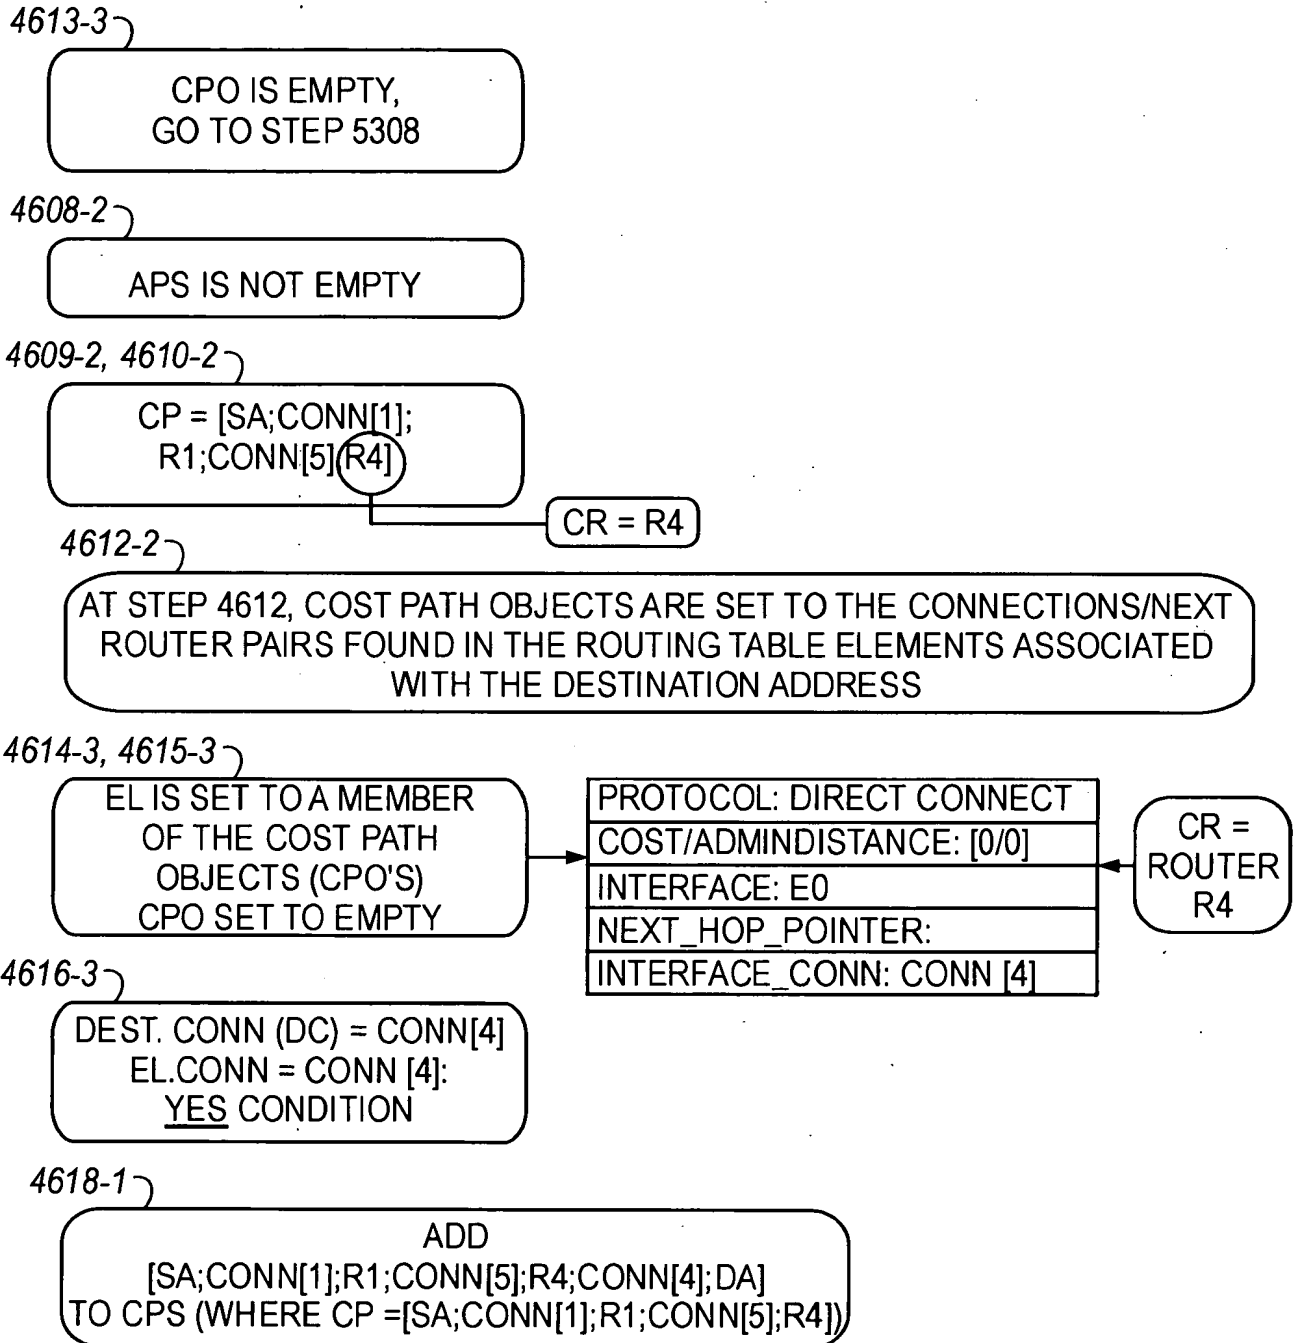 4613-3
CPO IS EMPTY,
GO TO STEP 5308
4608-2
APS IS NOT EMPTY
4609-2, 4610-2
CP = [SA;CONN[1];
R1;CONN[5] R4]
CR = R4
4612-2
AT STEP 4612, COST PATH OBJECTS ARE SET TO THE CONNECTIONS/NEXT
ROUTER PAIRS FOUND IN THE ROUTING TABLE ELEMENTS ASSOCIATED
WITH THE DESTINATION ADDRESS
4614-3, 4615-3
EL IS SET TO A MEMBER
OF THE COST PATH
OBJECTS (CPO'S)
CPO SET TO EMPTY
PROTOCOL: DIRECT CONNECT
COST/ADMINDISTANCE: [0/0]
INTERFACE: E0
NEXT_HOP_POINTER:
INTERFACE_CONN: CONN [4]
CR =
ROUTER
R4
4616-3
DEST. CONN (DC) = CONN[4]
EL.CONN = CONN [4]:
YES CONDITION
4618-1
ADD
[SA;CONN[1];R1;CONN[5];R4;CONN[4];DA]
TO CPS (WHERE CP =[SA;CONN[1];R1;CONN[5];R4])